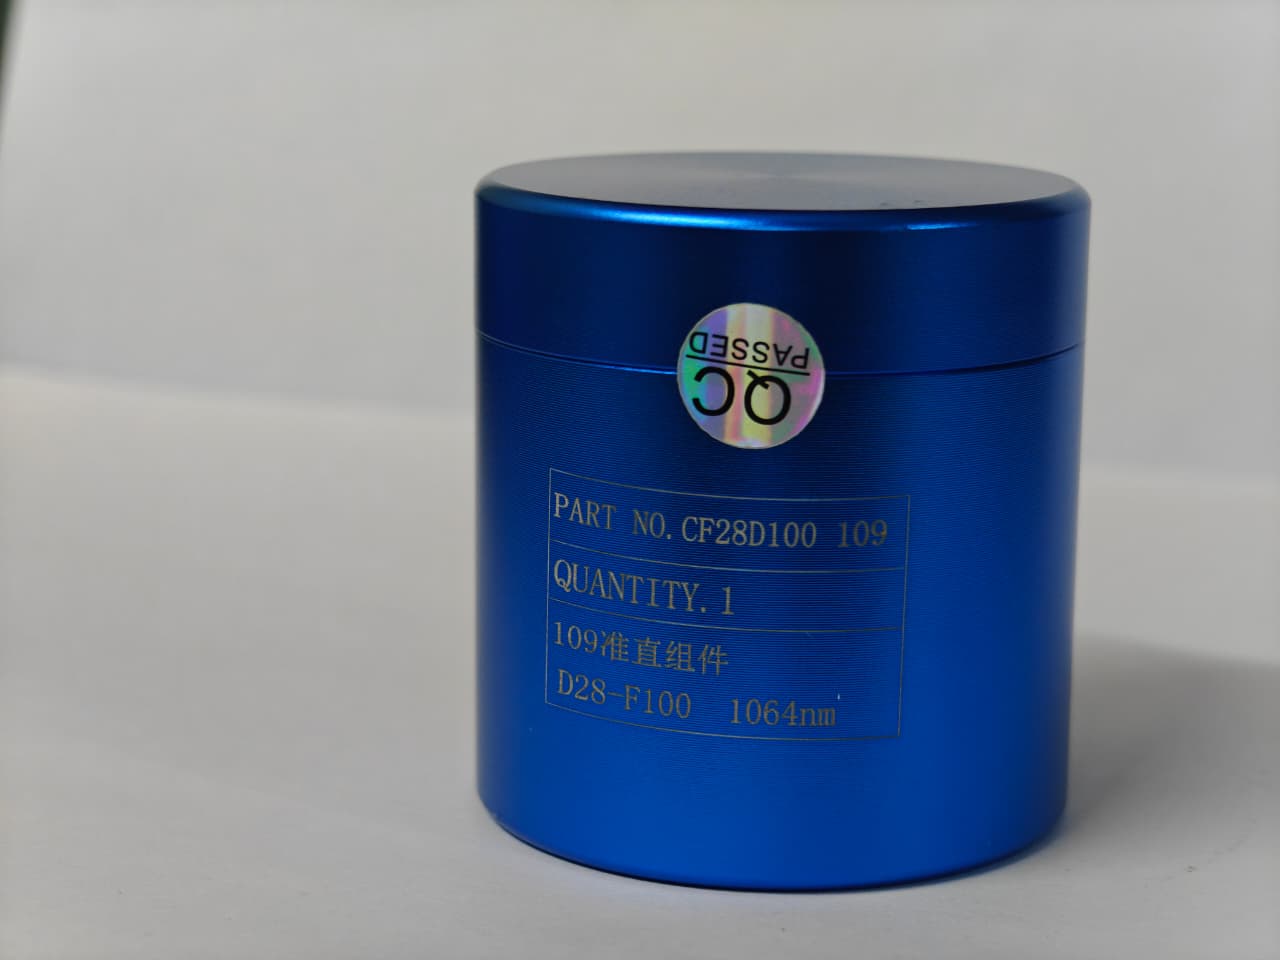 QC
PASSED
PART NO. CF28D100 109
QUANTITY. 1
109准直组件
D28-F100 1064nm